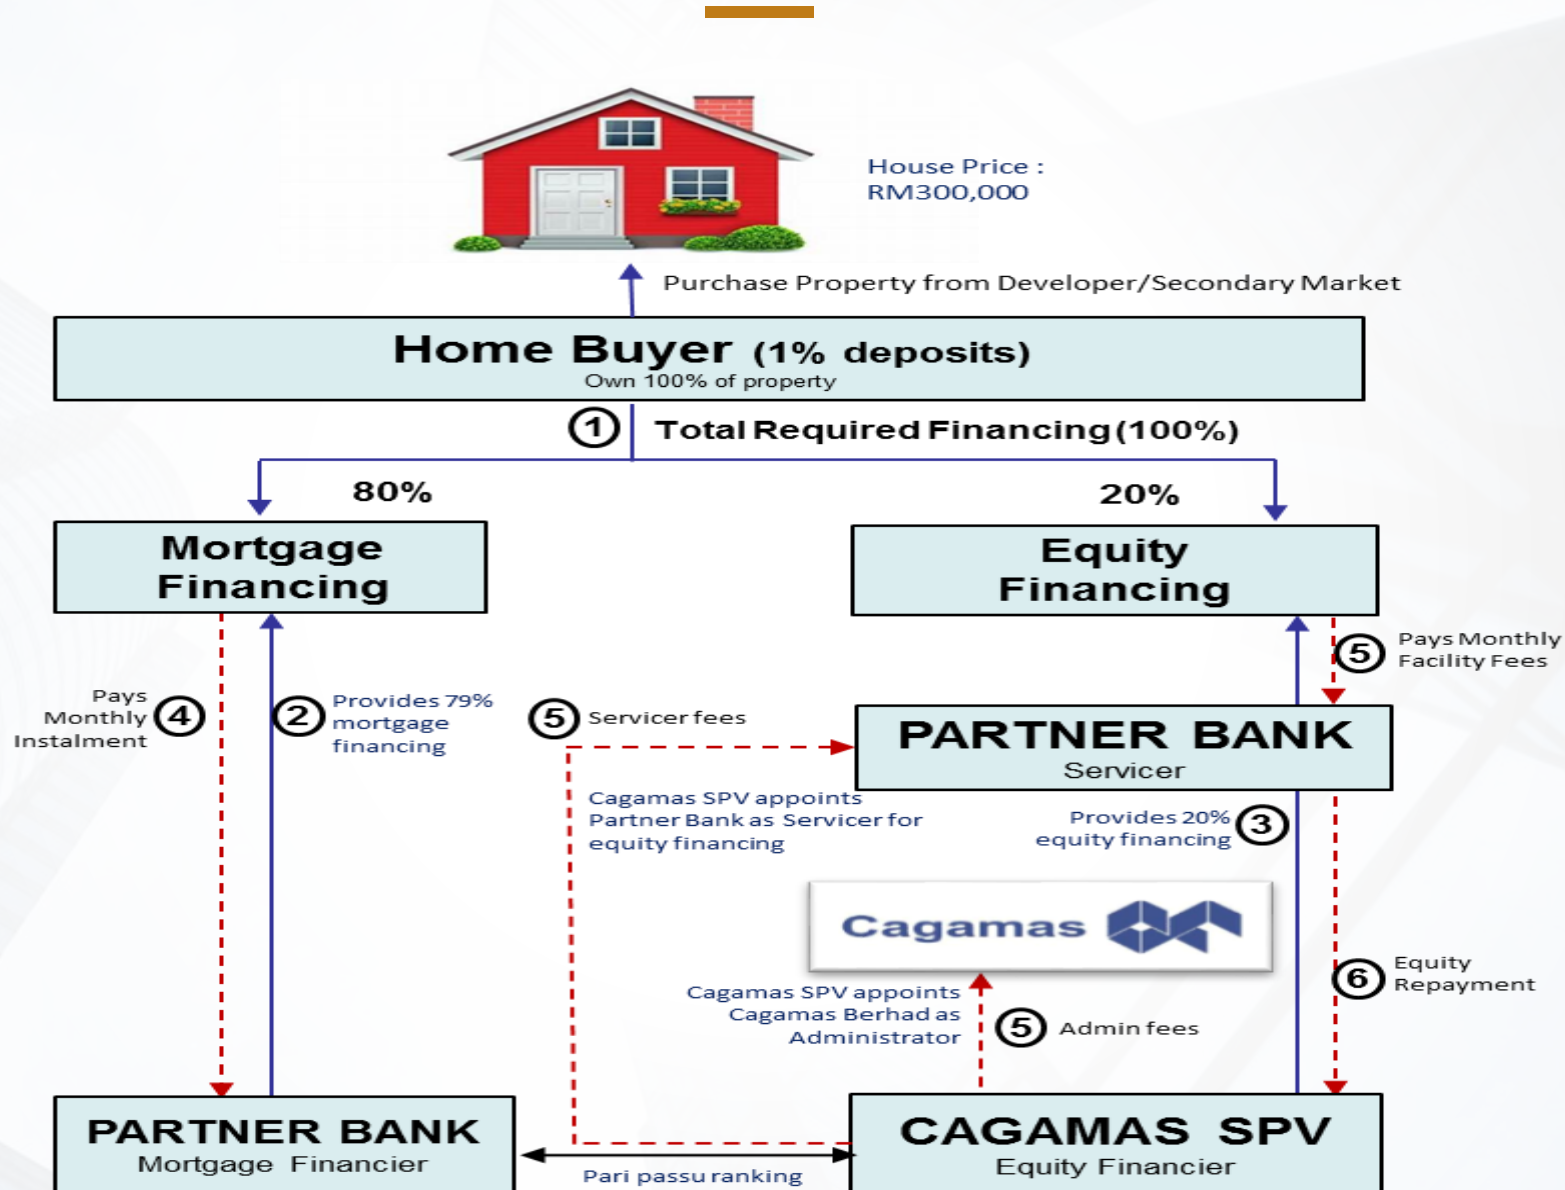 House Price :
RM300,000
Purchase Property from Developer/Secondary Market
Home Buyer (1% deposits)
Own 100% of property
1
Total Required Financing (100%)
80%
20%
Mortgage
Financing
Equity
Financing
Pays
Monthly
Instalment
4
2
Provides 79%
mortgage
financing
5
Servicer fees
5
Pays Monthly
Facility Fees
PARTNER BANK
Servicer
Cagamas SPV appoints
Partner Bank as Servicer for
equity financing
Provides 20%
equity financing
3
Cagamas
Cagamas SPV appoints
Cagamas Berhad as
Administrator
5
Admin fees
6
Equity
Repayment
PARTNER BANK
Mortgage Financier
Pari passu ranking
CAGAMAS SPV
Equity Financier